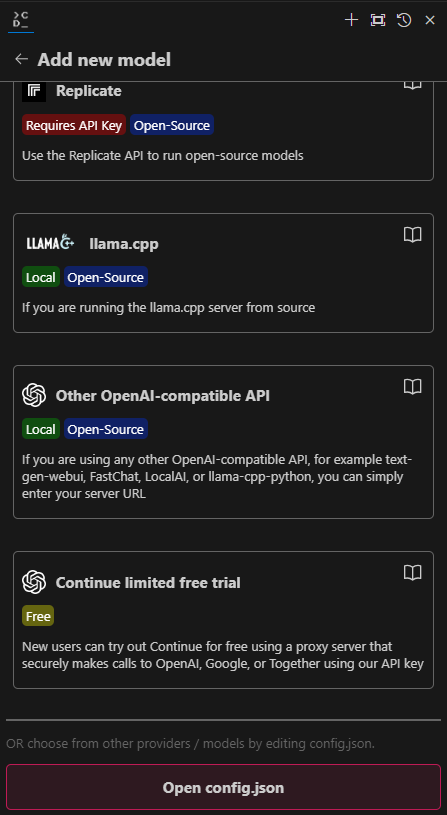 Add new model
Replicate
Requires API Key Open-Source
Use the Replicate API to run open-source models
LLAMA C++ llama.cpp
Local Open-Source
If you are running the llama.cpp server from source
Other OpenAI-compatible API
Local Open-Source
If you are using any other OpenAI-compatible API, for example text-
gen-webui, FastChat, LocalAI, or llama-cpp-python, you can simply
enter your server URL
Continue limited free trial
Free
New users can try out Continue for free using a proxy server that
securely makes calls to OpenAI, Google, or Together using our API key
OR choose from other providers / models by editing config.json.
Open config.json